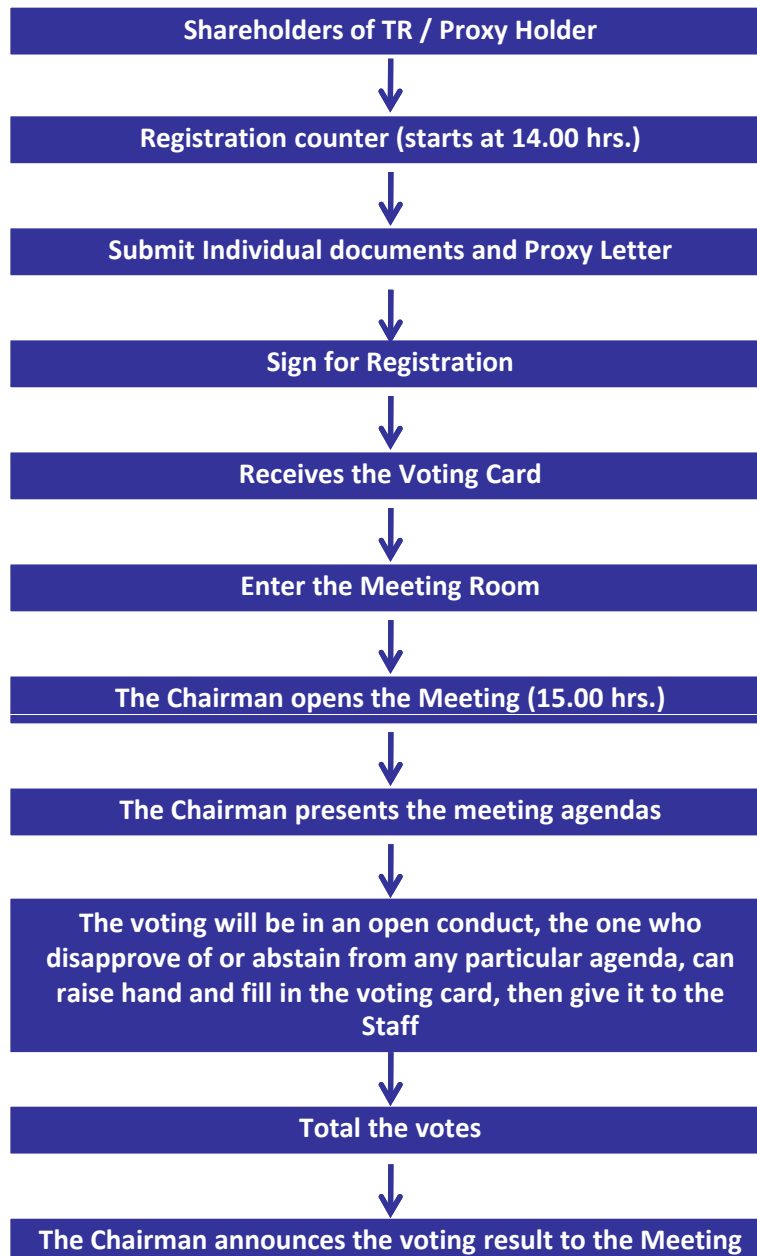 Shareholders of TR / Proxy Holder
Registration counter (starts at 14.00 hrs.)
Submit Individual documents and Proxy Letter
Sign for Registration
Receives the Voting Card
Enter the Meeting Room
The Chairman opens the Meeting (15.00 hrs.)
The Chairman presents the meeting agendas
The voting will be in an open conduct, the one who
disapprove of or abstain from any particular agenda, can
raise hand and fill in the voting card, then give it to the
Staff
Total the votes
The Chairman announces the voting result to the Meeting